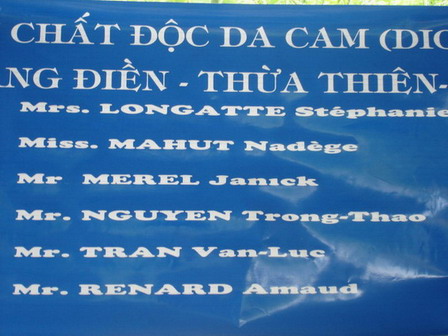 CHẤT ĐỘC DA CAM (DIO
NG ĐIỀN - THỪA THIÊN-
Mrs. LONGATTE Stéphanie
Miss. MAHUT Nadège
Mr MEREL Janick
Mr. NGUYEN Trong-Thao
Mr. TRAN Van-Luc
Mr. RENARD Arnaud